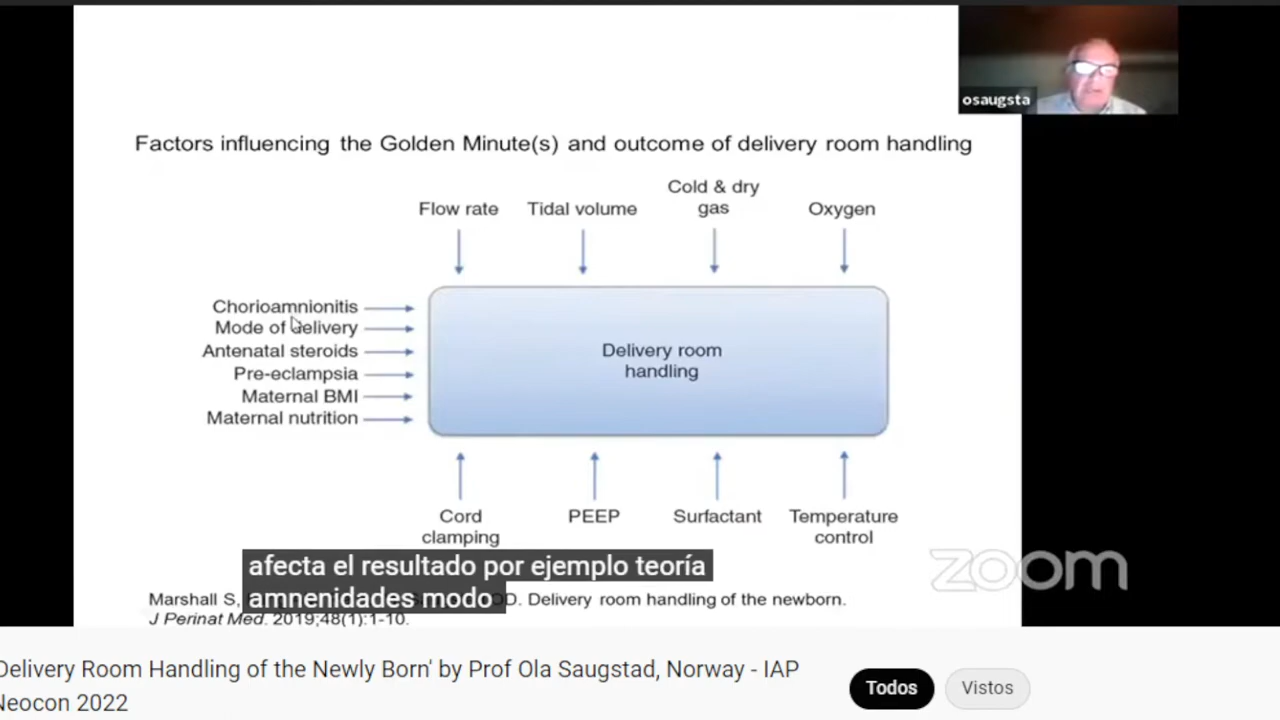 osaugsta
Factors influencing the Golden Minute(s) and outcome of delivery room handling
Flow rate
Tidal volume
Cold & dry
gas
Oxygen
Chorioamnionitis
Mode of delivery
Antenatal steroids
Pre-eclampsia
Maternal BMI
Maternal nutrition
Delivery room
handling
Cord
clamping
PEEP
Surfactant
Temperature
control
zoom
afecta el resultado por ejemplo teoría
amnenidades modo
Marshall S, OD. Delivery room handling of the newborn.
J Perinat Med. 2019;48(1):1-10.
Delivery Room Handling of the Newly Born' by Prof Ola Saugstad, Norway - IAP
Neocon 2022
Todos
Vistos